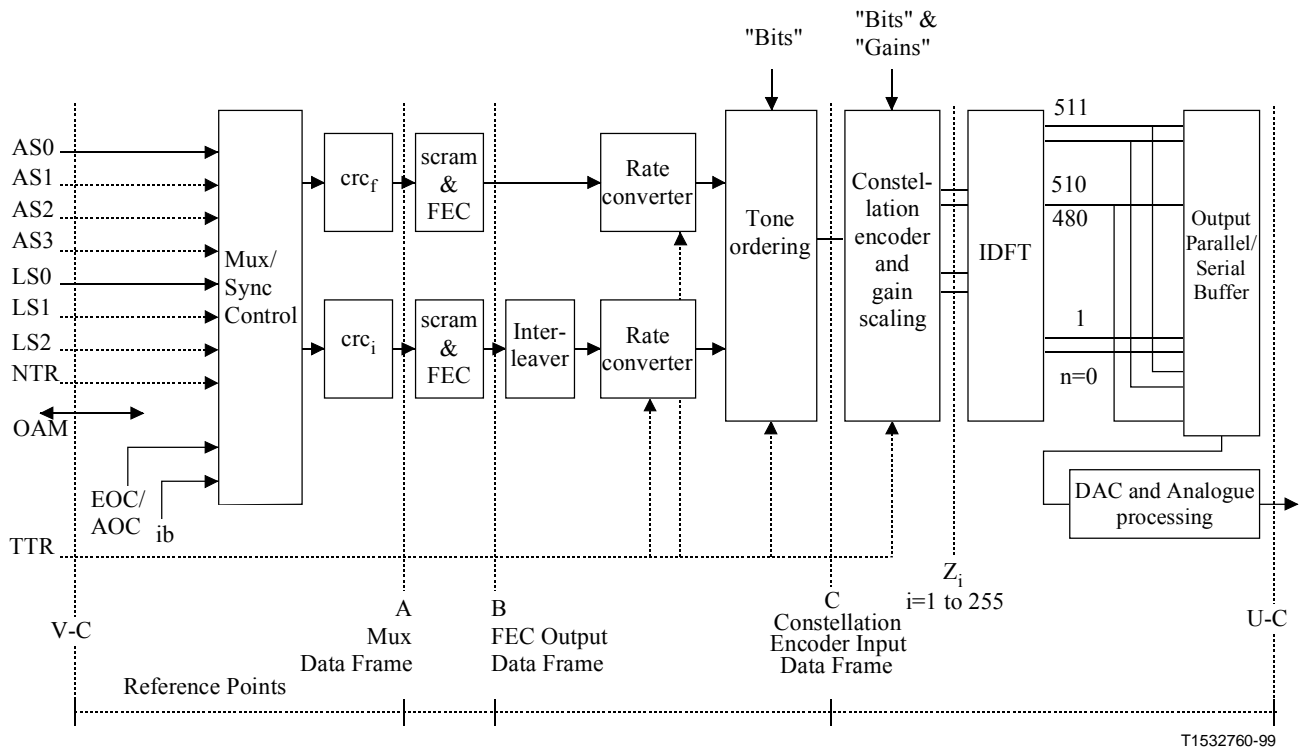 "Bits"
"Bits" &
"Gains"
AS0
AS1
AS2
AS3
LS0
LS1
LS2
NTR
OAM
EOC/
AOC
ib
TTR
Mux/
Sync
Control
crcf
scram
&
FEC
Rate
converter
crci
scram
&
FEC
Inter-
leaver
Rate
converter
Tone
ordering
Constel-
lation
encoder
and
gain
scaling
IDFT
511
510
480
1
n=0
Output
Parallel/
Serial
Buffer
DAC and Analogue
processing
V-C
A
Mux
Data Frame
B
FEC Output
Data Frame
C
Constellation
Encoder Input
Data Frame
Zi
i=1 to 255
U-C
Reference Points
T1532760-99